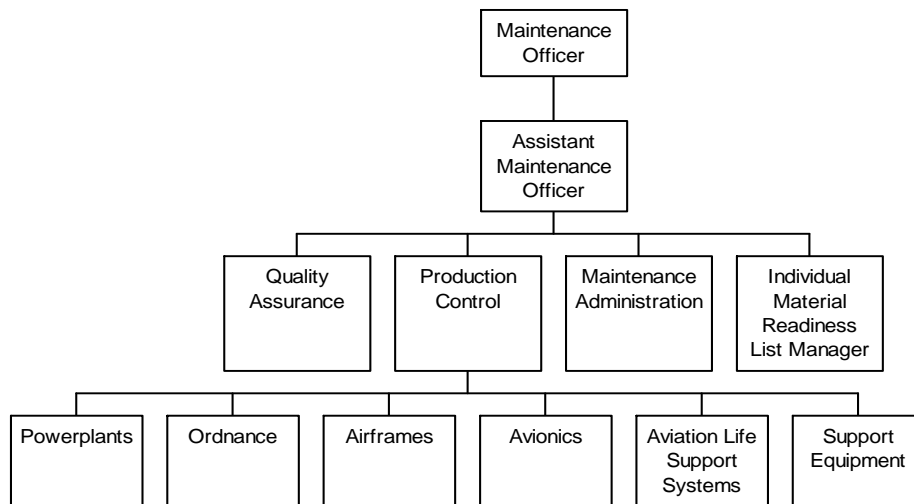 Maintenance
Officer
Assistant
Maintenance
Officer
Quality
Assurance
Production
Control
Maintenance
Administration
Individual
Material
Readiness
List Manager
Powerplants
Ordnance
Airframes
Avionics
Aviation Life
Support
Systems
Support
Equipment